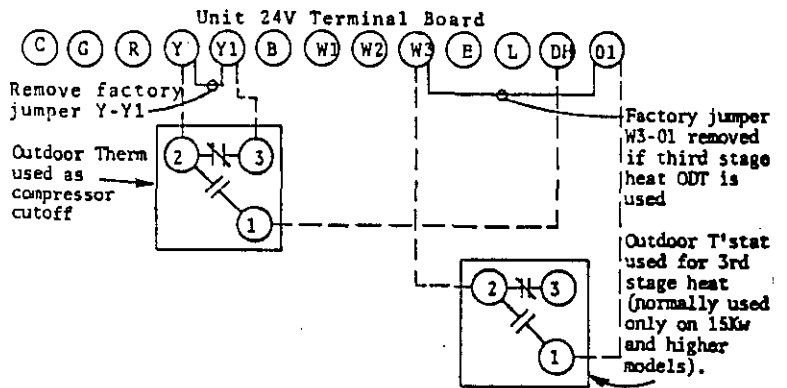 Unit 24V Terminal Board
C G R Y Y1 B W1 W2 W3 E L DH 01
Remove factory
jumper Y-Y1
Outdoor Therm
used as
compressor
cutoff
2 3
1
Factory jumper
W3-01 removed
if third stage
heat ODT is
used
Outdoor T'stat
used for 3rd
stage heat
(normally used
only on 15Kw
and higher
models).
2 3
1